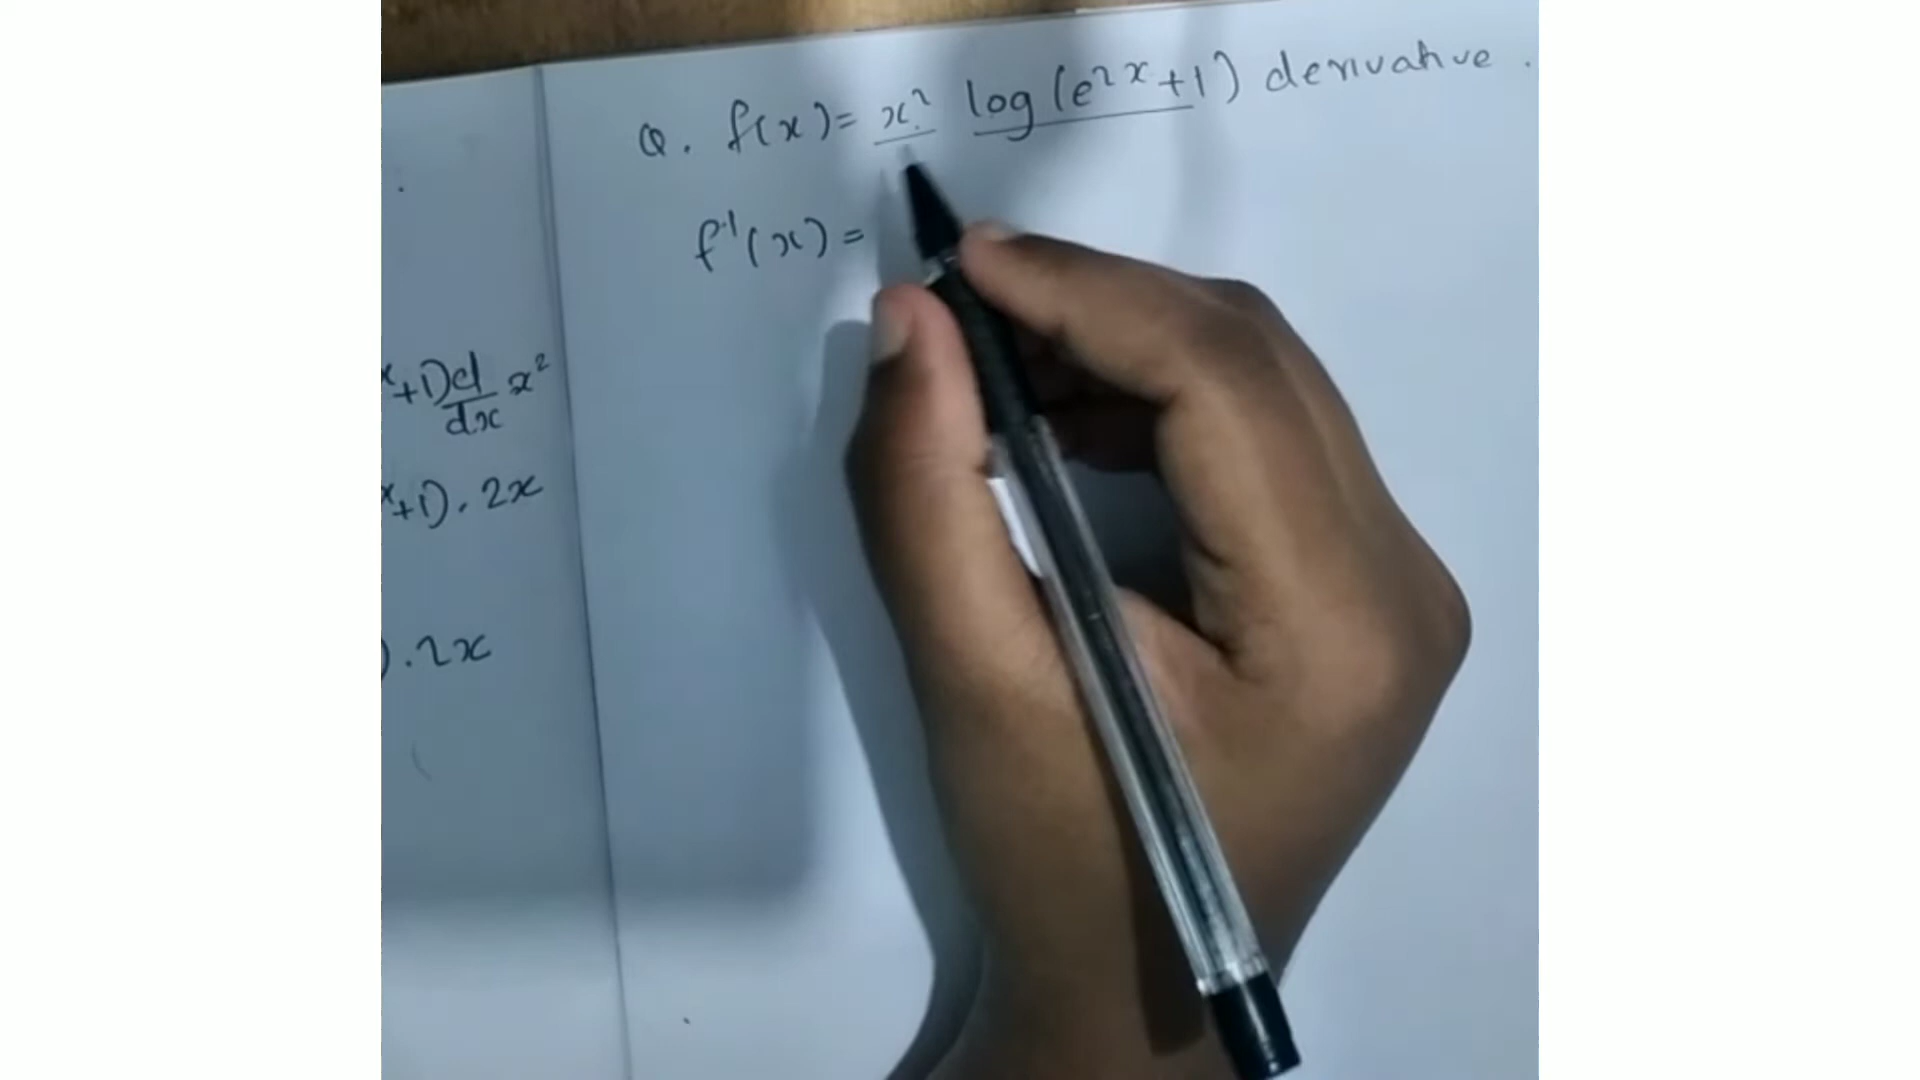 Q. f(x)= x² log(e²ˣ+1) derivative.
f'(x)=
x+1) d/dx x²
x+1). 2x
). 2x